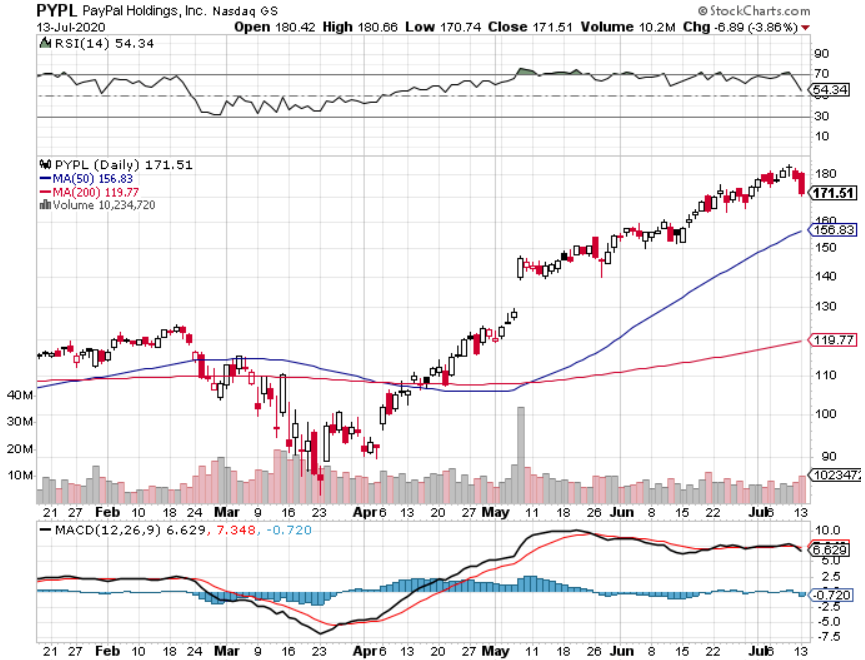 PYPL PayPal Holdings, Inc. Nasdaq GS
© StockCharts.com
13-Jul-2020
Open 180.42 High 180.66 Low 170.74 Close 171.51 Volume 10.2M Chg -6.89 (-3.86%)
RSI(14) 54.34
90
70
54.34
30
10
PYPL (Daily) 171.51
MA(50) 156.83
MA(200) 119.77
Volume 10,234,720
180
171.51
160
156.83
150
140
130
119.77
110
100
90
1023472
40M
30M
20M
10M
21 27 Feb 10 18 24 Mar 9 16 23 Apr 6 13 20 27 May 11 18 26 Jun 8 15 22 Jul 6 13
MACD(12,26,9) 6.629, 7.348, -0.720
10.0
6.629
5.0
2.5
-0.720
-2.5
-5.0
-7.5
21 27 Feb 10 18 24 Mar 9 16 23 Apr 6 13 20 27 May 11 18 26 Jun 8 15 22 Jul 6 13